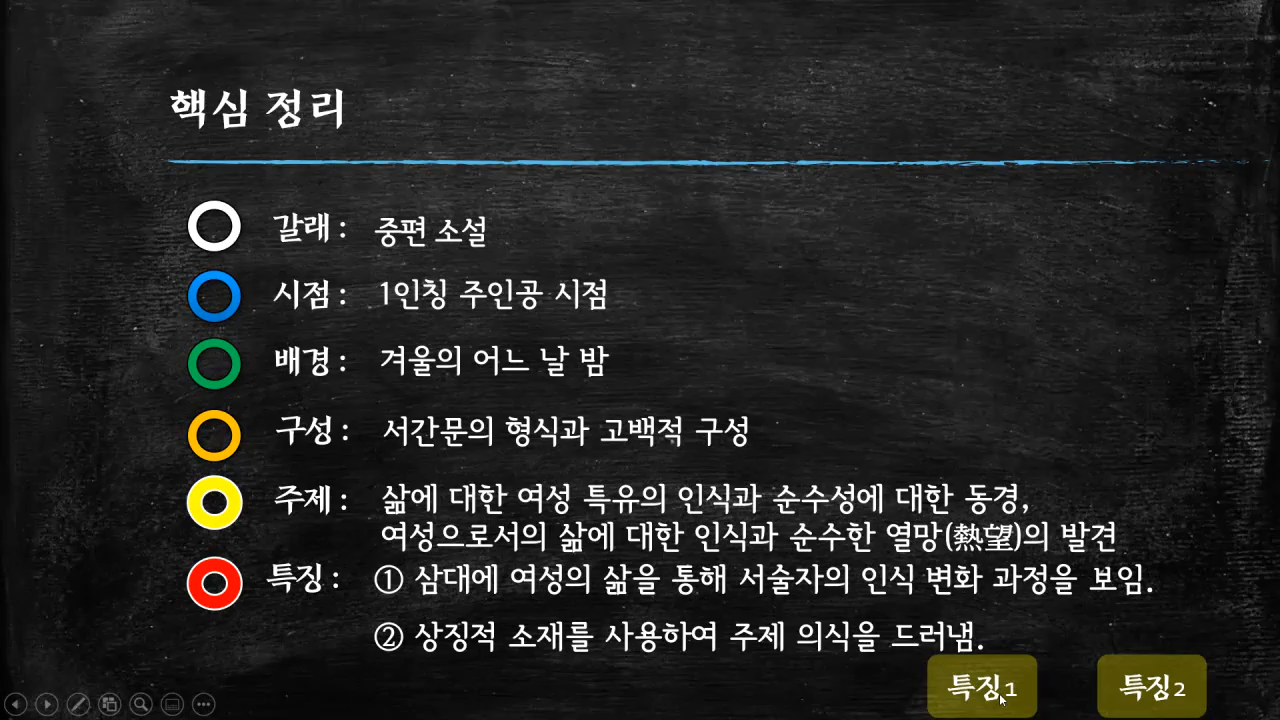 핵심 정리
갈래 : 중편 소설
시점 : 1인칭 주인공 시점
배경 : 겨울의 어느 날 밤
구성 : 서간문의 형식과 고백적 구성
주제 : 삶에 대한 여성 특유의 인식과 순수성에 대한 동경,
여성으로서의 삶에 대한 인식과 순수한 열망(熱望)의 발견
특징 : ① 삼대에 여성의 삶을 통해 서술자의 인식 변화 과정을 보임.
② 상징적 소재를 사용하여 주제 의식을 드러냄.
특징1 특징2